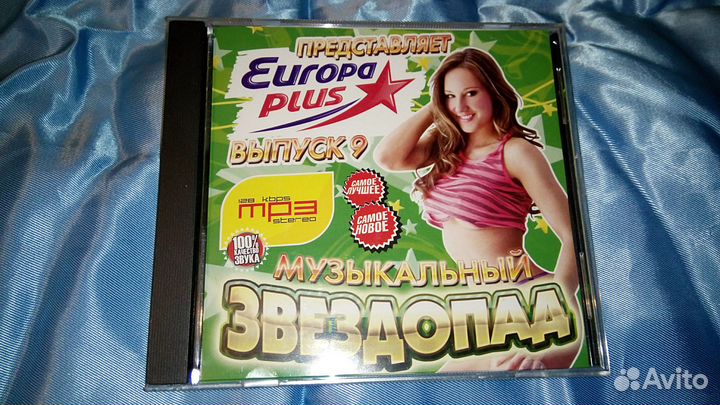 ПРЕДСТАВЛЯЕТ
Europa
plus
ВЫПУСК 9
128 kbps
mp3
stereo
САМОЕ
ЛУЧШЕЕ
САМОЕ
НОВОЕ
100%
КАЧЕСТВО
ЗВУКА
МУЗЫКАЛЬНЫЙ
ЗВЕЗДОПАД
Avito